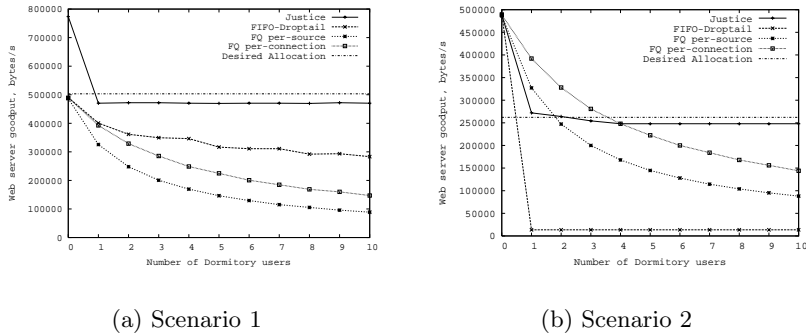 800000
700000
600000
500000
400000
300000
200000
100000
0
Web server goodput, bytes/s
Justice
FIFO-Droptail
FQ per-source
FQ per-connection
Desired Allocation
0 1 2 3 4 5 6 7 8 9 10
Number of Dormitory users
(a) Scenario 1
500000
450000
400000
350000
300000
250000
200000
150000
100000
50000
0
Web server goodput, bytes/s
Justice
FIFO-Droptail
FQ per-source
FQ per-connection
Desired Allocation
0 1 2 3 4 5 6 7 8 9 10
Number of Dormitory users
(b) Scenario 2